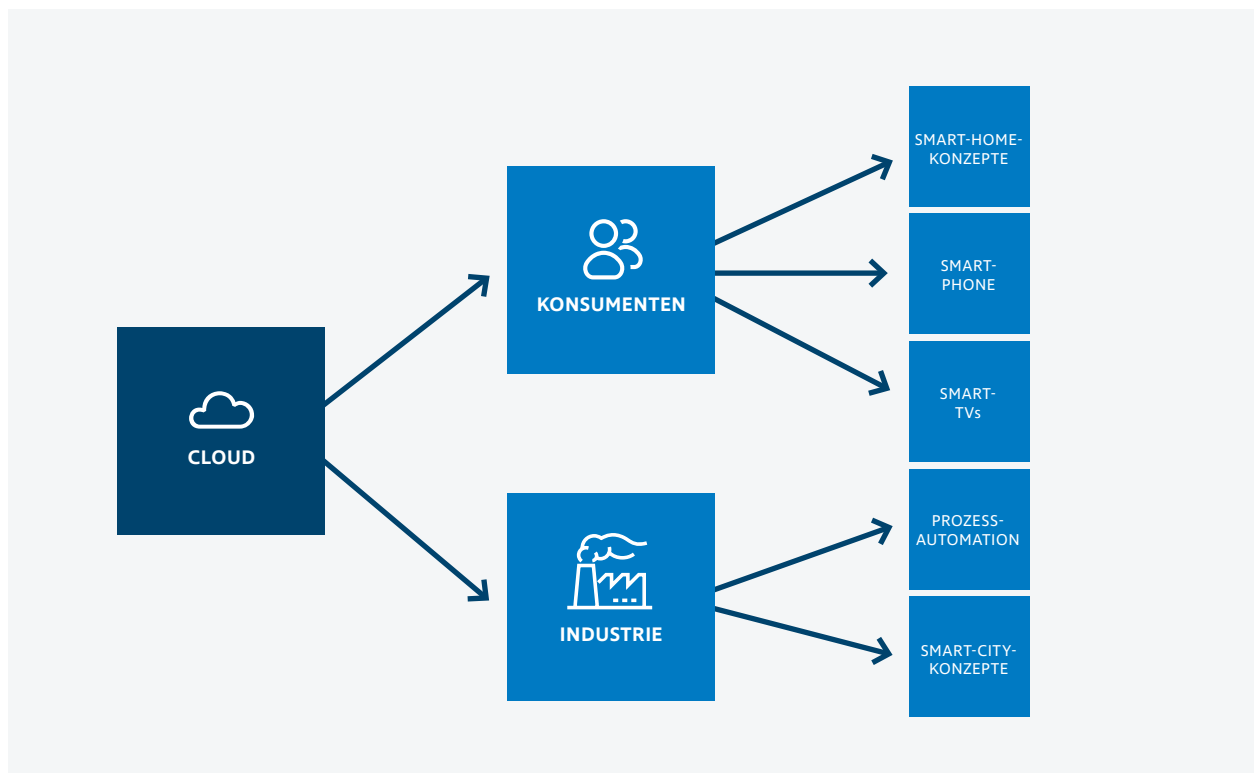 CLOUD
KONSUMENTEN
SMART-HOME-
KONZEPTE
SMART-
PHONE
SMART-
TVs
INDUSTRIE
PROZESS-
AUTOMATION
SMART-CITY-
KONZEPTE